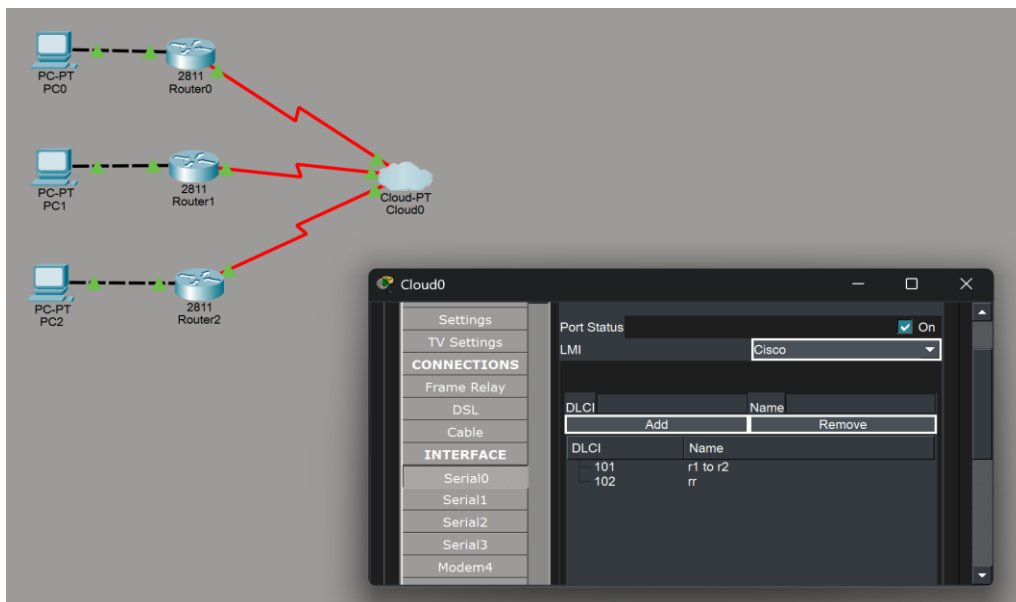 PC-PT
PC0
2811
Router0
PC-PT
PC1
2811
Router1
Cloud-PT
Cloud0
PC-PT
PC2
2811
Router2
Cloud0
Settings
TV Settings
CONNECTIONS
Frame Relay
DSL
Cable
INTERFACE
Serial0
Serial1
Serial2
Serial3
Modem4
Port Status On
LMI Cisco
DLCI Name
Add Remove
DLCI Name
101 r1 to r2
102 rr